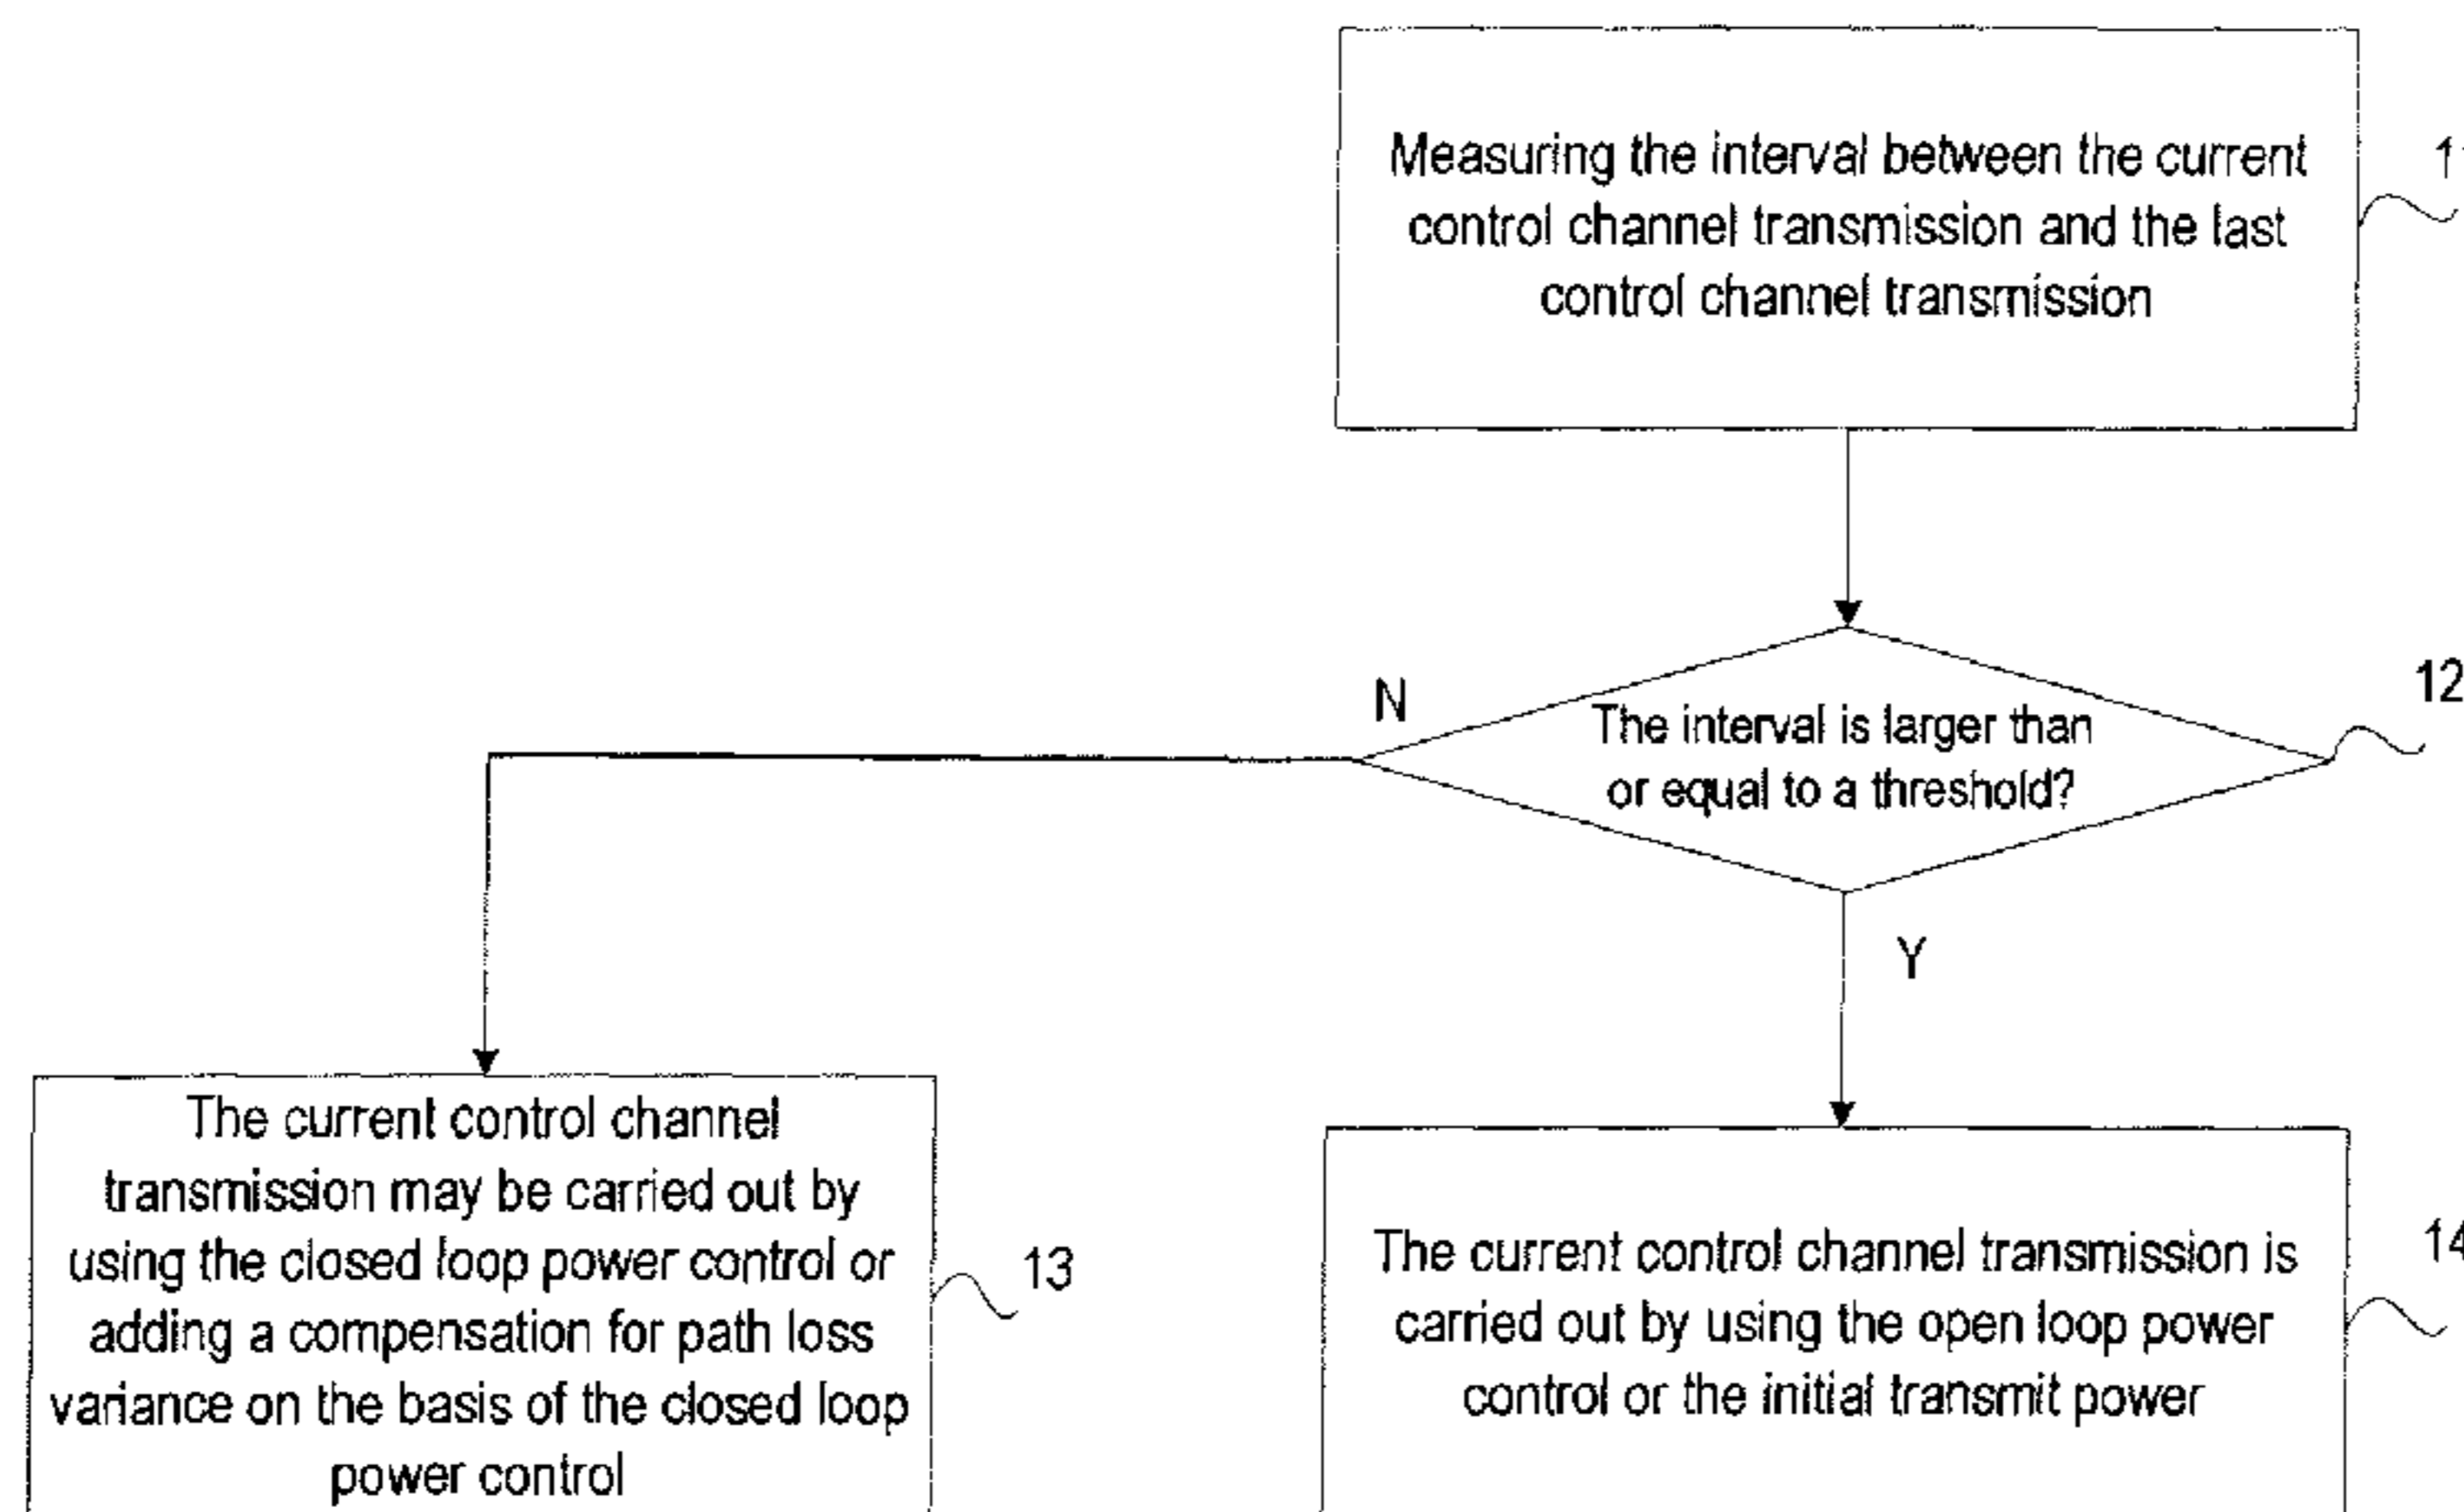 Measuring the interval between the current
control channel transmission and the last
control channel transmission
N
The interval is larger than
or equal to a threshold?
12
Y
The current control channel
transmission may be carried out by
using the closed loop power control or
adding a compensation for path loss
variance on the basis of the closed loop
power control
13
The current control channel transmission is
carried out by using the open loop power
control or the initial transmit power
14